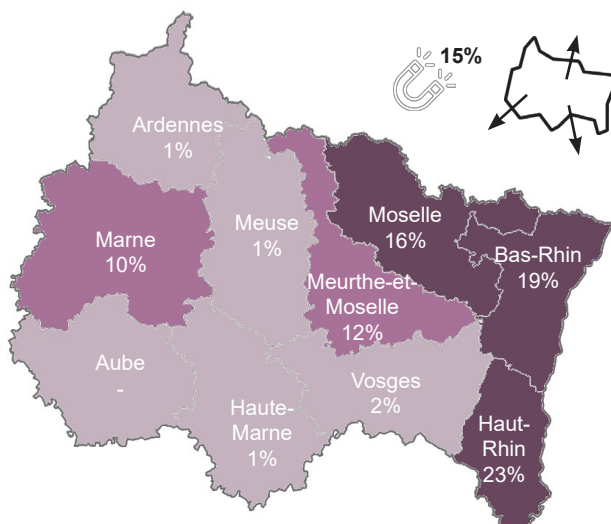 15%
Ardennes
1%
Marne
10%
Meuse
1%
Moselle
16%
Bas-Rhin
19%
Meurthe-et-
Moselle
12%
Aube
-
Haute-
Marne
1%
Vosges
2%
Haut-
Rhin
23%